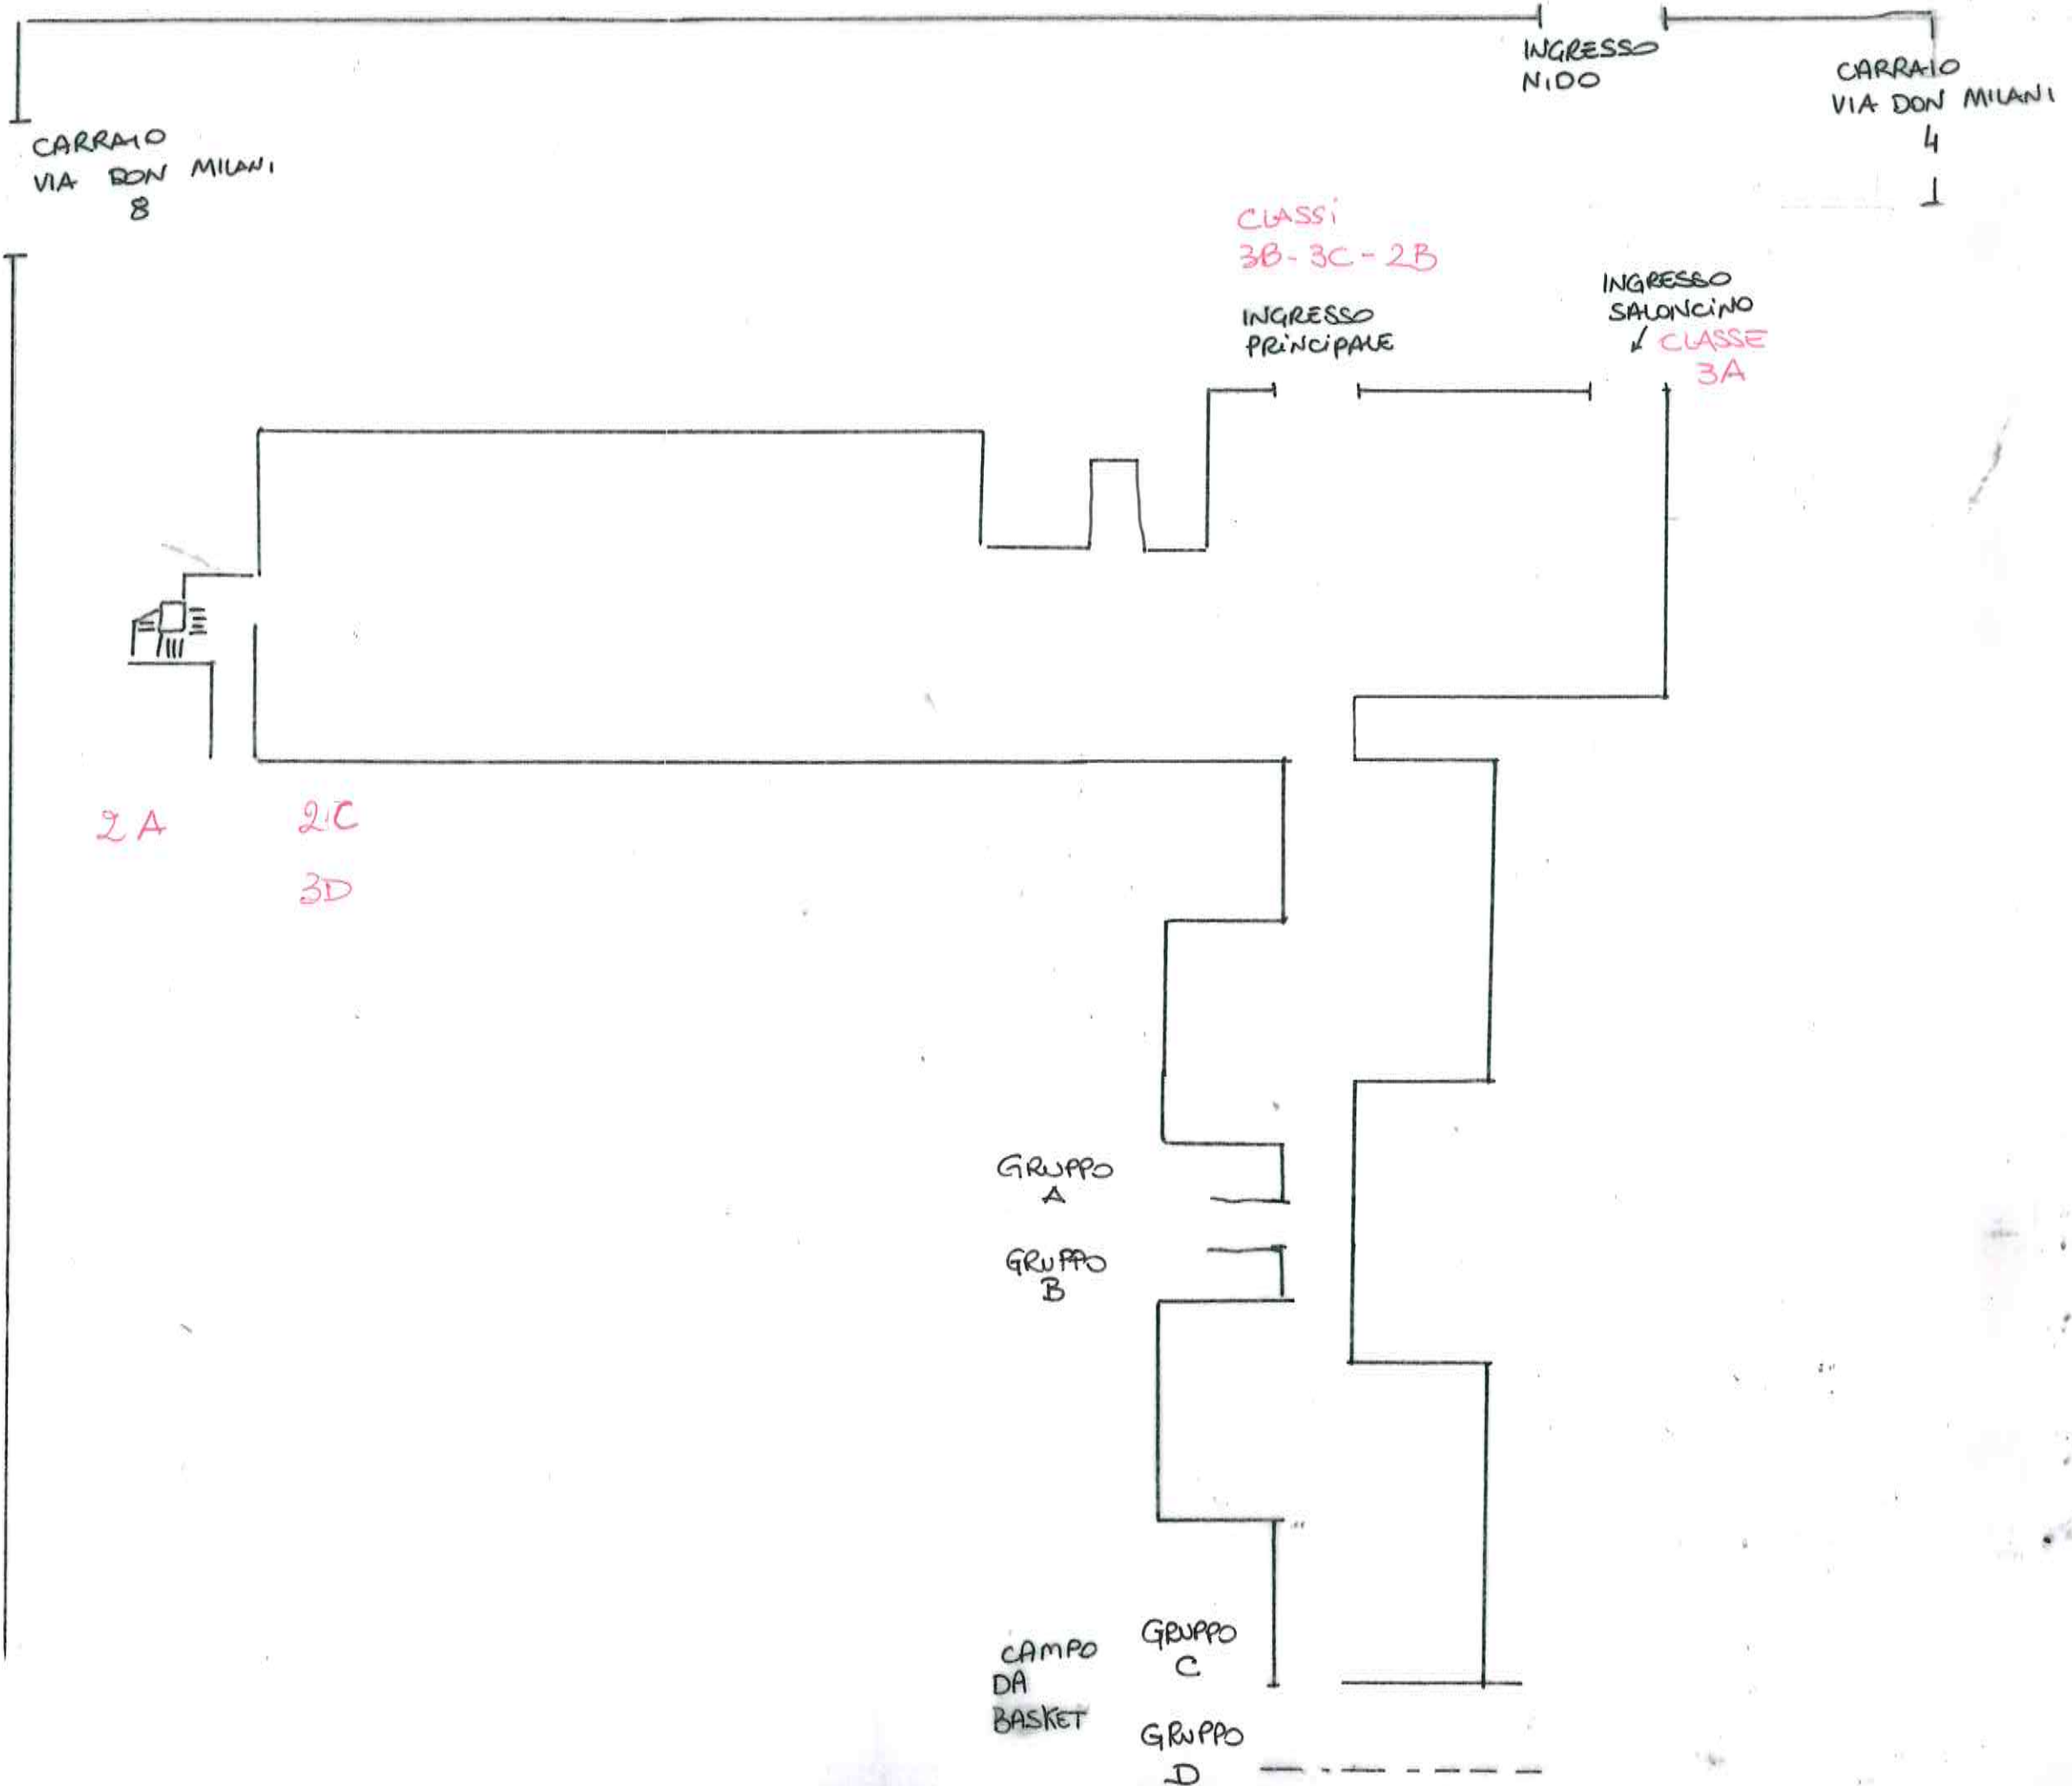 INGRESSO
NIDO
CARRAIO
VIA DON MILANI
4
CARRAIO
VIA DON MILANI
8
CLASSI
3B-3C-2B
INGRESSO
PRINCIPALE
INGRESSO
SALONCINO
CLASSE
3A
2A
2C
3D
GRUPPO
A
GRUPPO
B
CAMPO
DA
BASKET
GRUPPO
C
GRUPPO
D